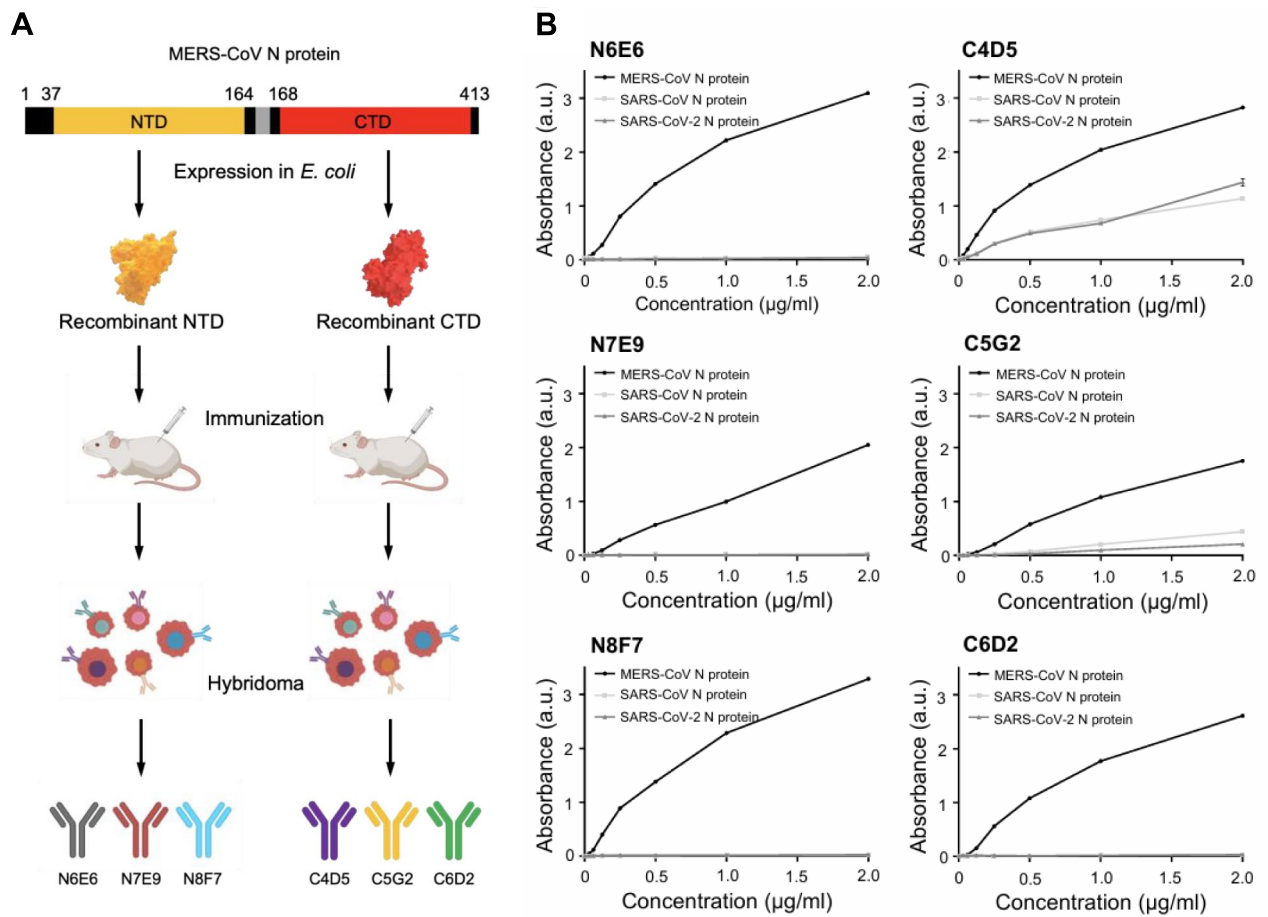 A
MERS-CoV N protein
1 37 164 168 413
NTD CTD
Expression in E. coli
Recombinant NTD Recombinant CTD
Immunization
Hybridoma
N6E6 N7E9 N8F7 C4D5 C5G2 C6D2
B
N6E6
MERS-CoV N protein
SARS-CoV N protein
SARS-CoV-2 N protein
Absorbance (a.u.)
3
2
1
0
0 0.5 1.0 1.5 2.0
Concentration (μg/ml)
C4D5
MERS-CoV N protein
SARS-CoV N protein
SARS-CoV-2 N protein
Absorbance (a.u.)
3
2
1
0
0 0.5 1.0 1.5 2.0
Concentration (μg/ml)
N7E9
MERS-CoV N protein
SARS-CoV N protein
SARS-CoV-2 N protein
Absorbance (a.u.)
3
2
1
0
0 0.5 1.0 1.5 2.0
Concentration (μg/ml)
C5G2
MERS-CoV N protein
SARS-CoV N protein
SARS-CoV-2 N protein
Absorbance (a.u.)
3
2
1
0
0 0.5 1.0 1.5 2.0
Concentration (μg/ml)
N8F7
MERS-CoV N protein
SARS-CoV N protein
SARS-CoV-2 N protein
Absorbance (a.u.)
3
2
1
0
0 0.5 1.0 1.5 2.0
Concentration (μg/ml)
C6D2
MERS-CoV N protein
SARS-CoV N protein
SARS-CoV-2 N protein
Absorbance (a.u.)
3
2
1
0
0 0.5 1.0 1.5 2.0
Concentration (μg/ml)